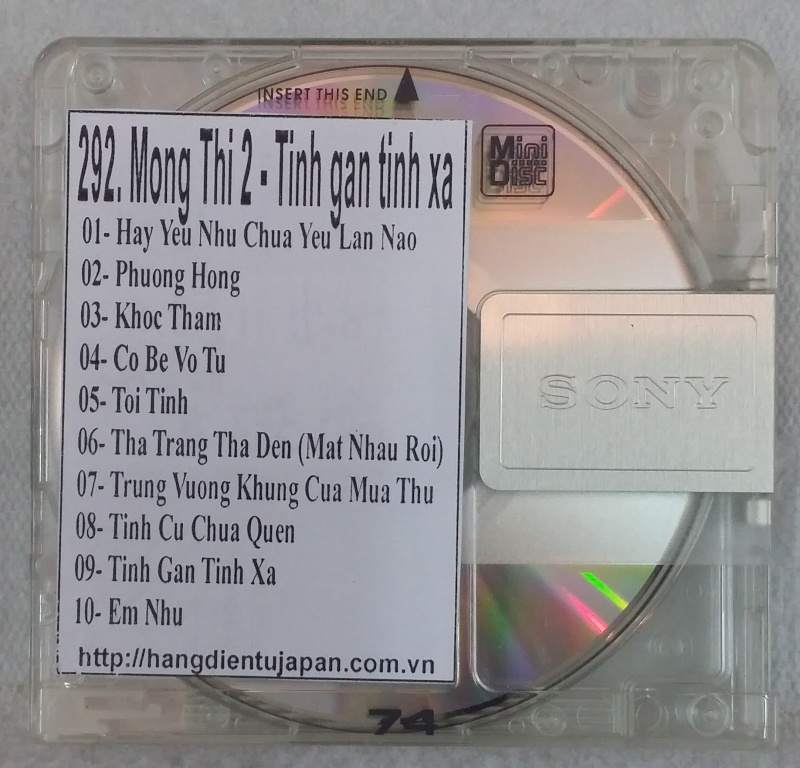 INSERT THIS END
292. Mong Thi 2 - Tinh gan tinh xa
01- Hay Yeu Nhu Chua Yeu Lan Nao
02- Phuong Hong
03- Khoc Tham
04- Co Be Vo Tu
05- Toi Tinh
06- Tha Trang Tha Den (Mat Nhau Roi)
07- Trung Vuong Khung Cua Mua Thu
08- Tinh Cu Chua Quen
09- Tinh Gan Tinh Xa
10- Em Nhu
http://hangdientujapan.com.vn
Mini
Disc
SONY
74